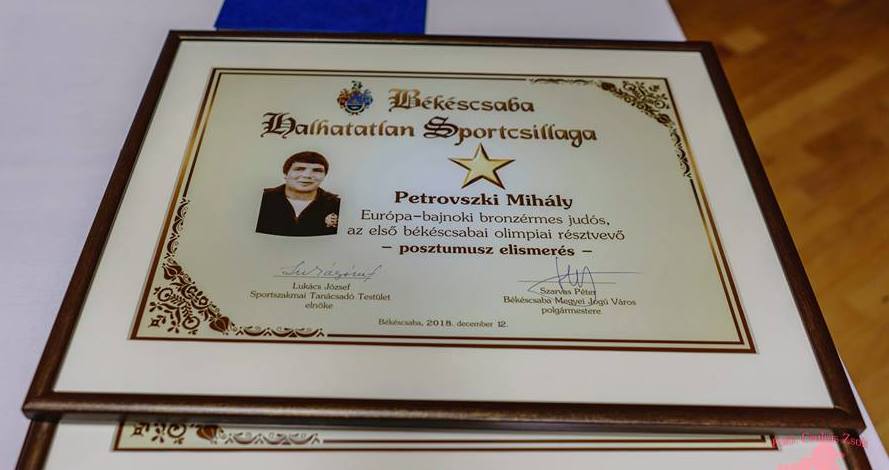 Békéscsaba
Halhatatlan Sportcsillaga
Petrovszki Mihály
Európa-bajnoki bronzérmes judós,
az első békéscsabai olimpiai résztvevő
– posztumusz elismerés –
Lukács József
Sportszakmai Tanácsadó Testület
elnöke
Szarvas Péter
Békéscsaba Megyei Jogú Város
polgármestere
Békéscsaba, 2018. december 12.